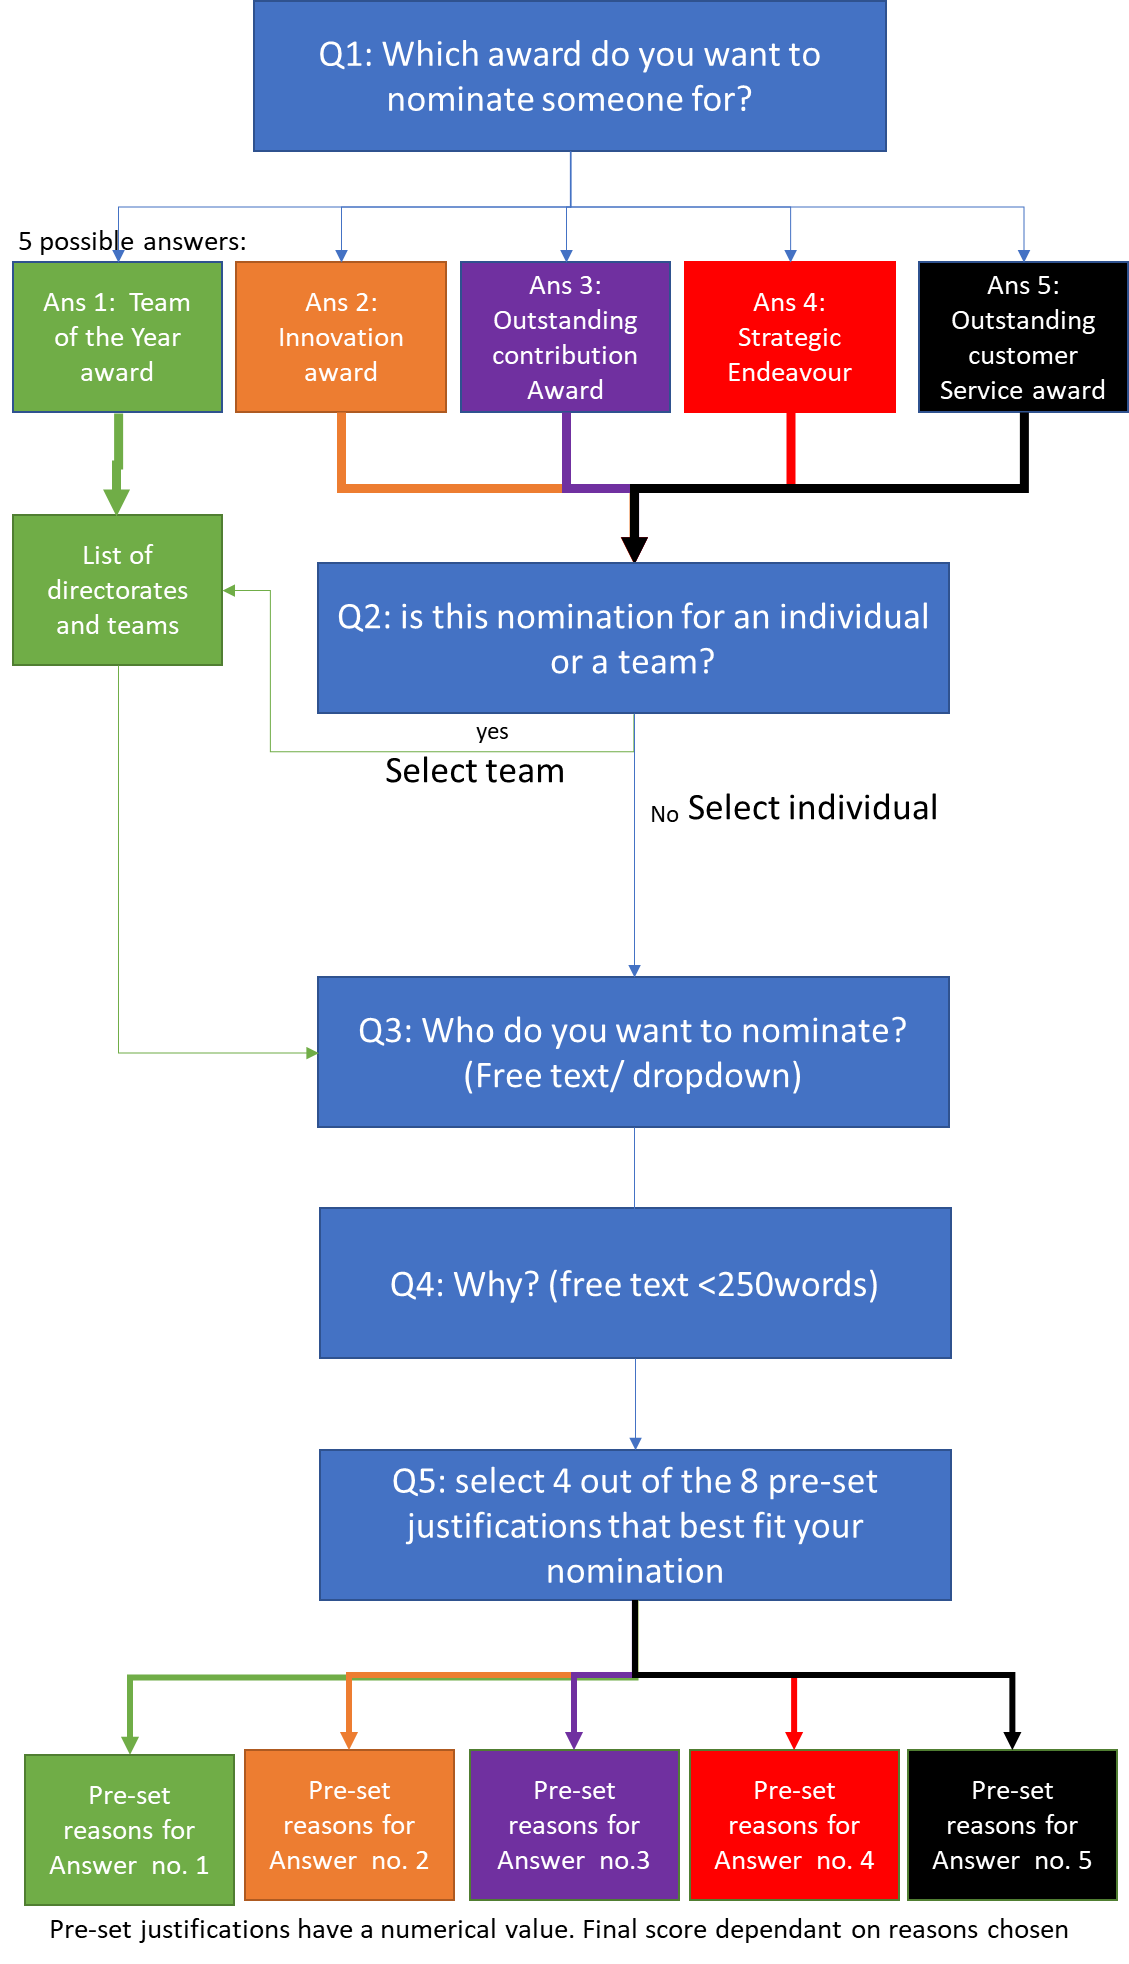 Q1: Which award do you want to
nominate someone for?
5 possible answers:
Ans 1:  Team
of the Year
award
Ans 2:
Innovation
award
Ans 3:
Outstanding
contribution
Award
Ans 4:
Strategic
Endeavour
Ans 5:
Outstanding
customer
Service award
List of
directorates
and teams
Q2: is this nomination for an individual
or a team?
yes
Select team
No Select individual
Q3: Who do you want to nominate?
(Free text/ dropdown)
Q4: Why? (free text <250words)
Q5: select 4 out of the 8 pre-set
justifications that best fit your
nomination
Pre-set
reasons for
Answer  no. 1
Pre-set
reasons for
Answer  no. 2
Pre-set
reasons for
Answer  no.3
Pre-set
reasons for
Answer  no. 4
Pre-set
reasons for
Answer  no. 5
Pre-set justifications have a numerical value. Final score dependant on reasons chosen